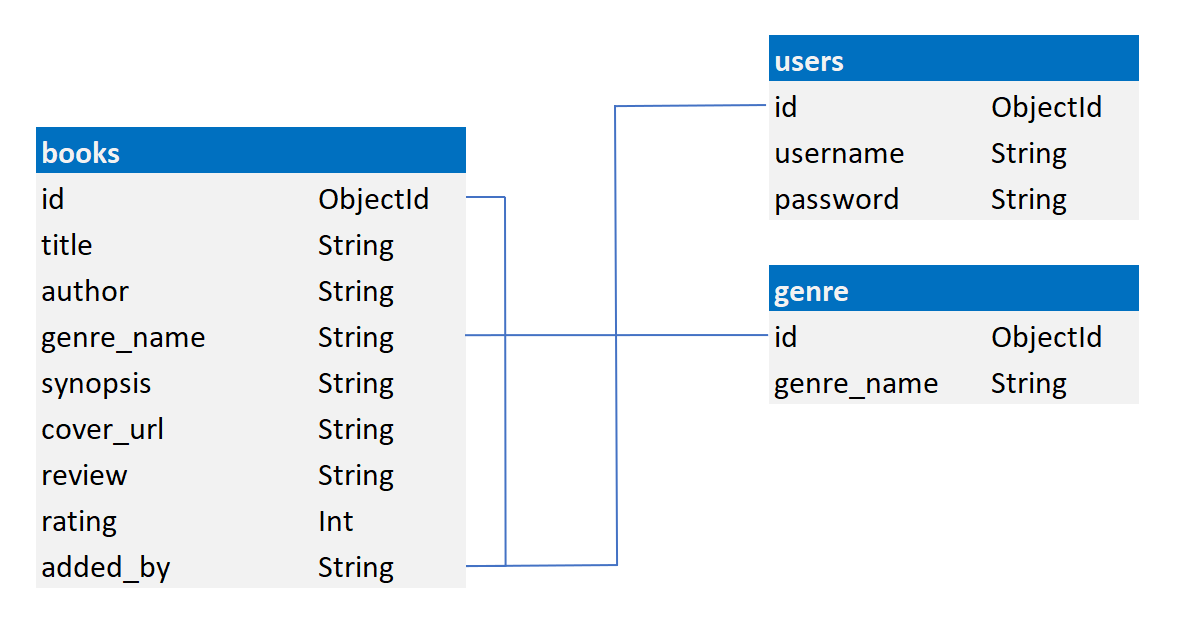 books
id ObjectId
title String
author String
genre_name String
synopsis String
cover_url String
review String
rating Int
added_by String
users
id ObjectId
username String
password String
genre
id ObjectId
genre_name String